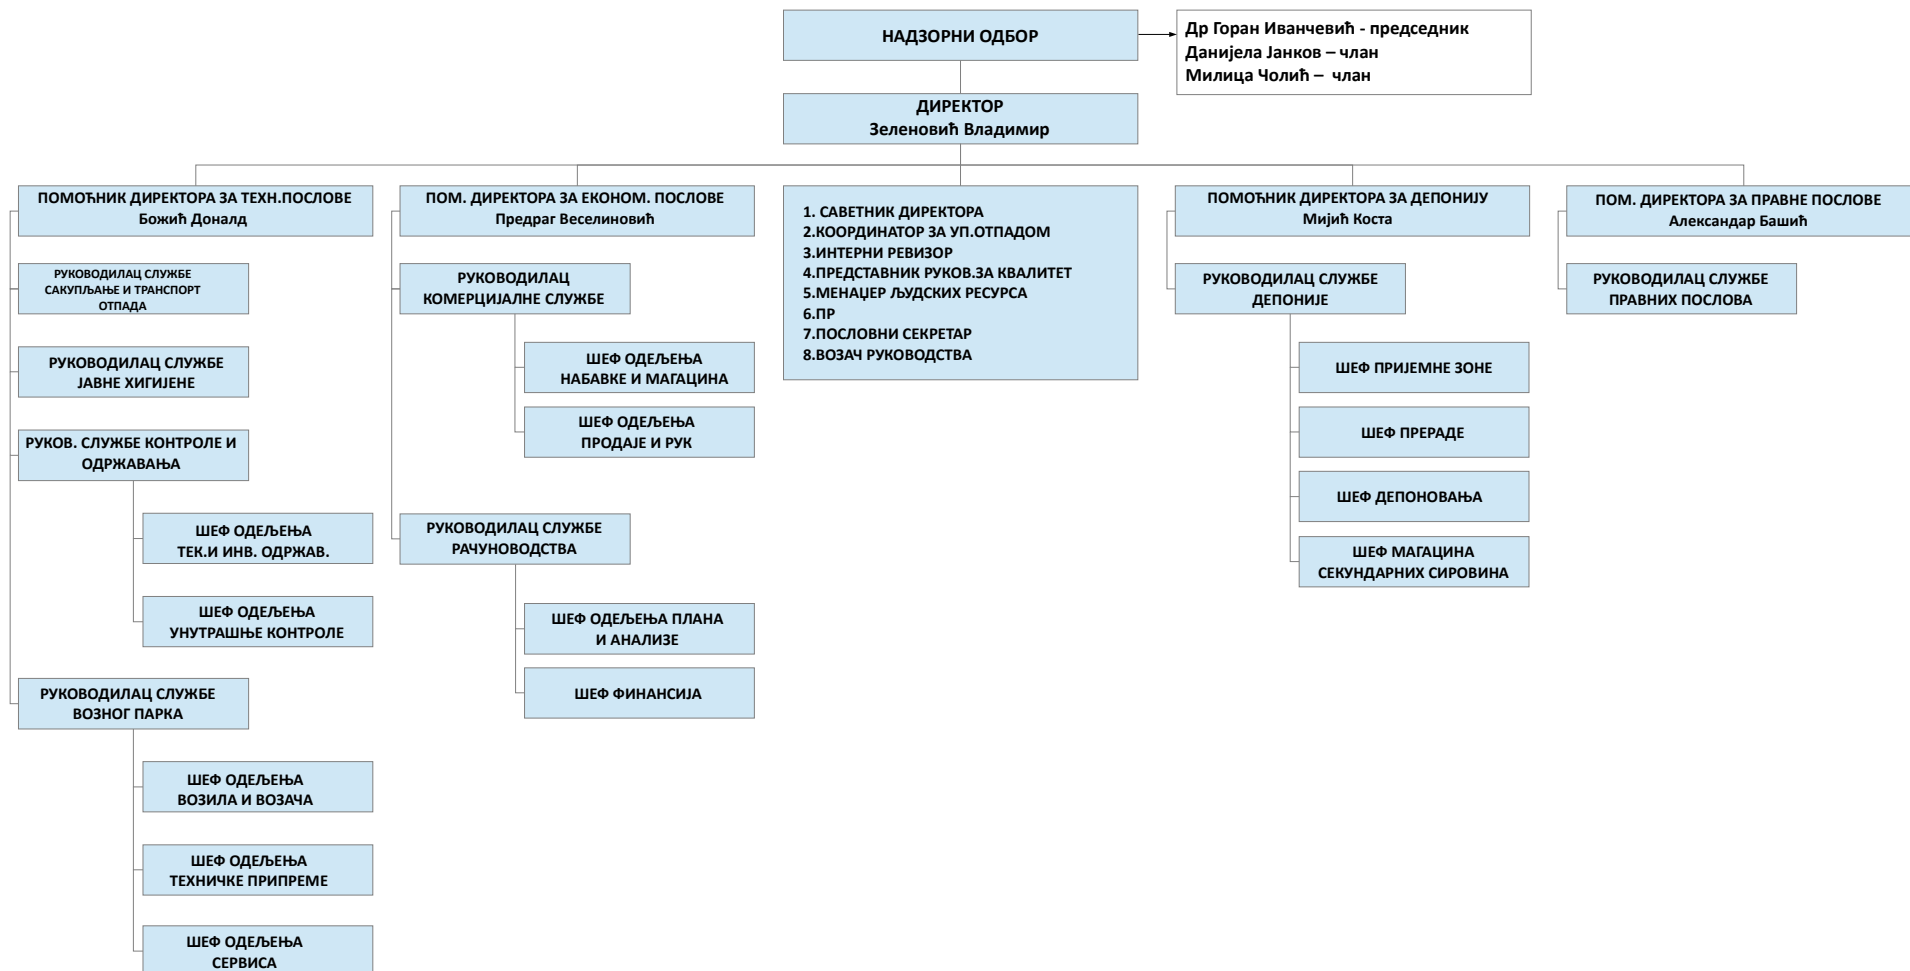 НАДЗОРНИ ОДБОР
Др Горан Иванчевић - председник
Данијела Јанков – члан
Милица Чолић – члан
ДИРЕКТОР
Зеленовић Владимир
ПОМОЋНИК ДИРЕКТОРА ЗА ТЕХН.ПОСЛОВЕ
Божић Доналд
РУКОВОДИЛАЦ СЛУЖБЕ
САКУПЉАЊЕ И ТРАНСПОРТ
ОТПАДА
РУКОВОДИЛАЦ СЛУЖБЕ
ЈАВНЕ ХИГИЈЕНЕ
РУКОВ. СЛУЖБЕ КОНТРОЛЕ И
ОДРЖАВАЊА
ШЕФ ОДЕЉЕЊА
ТЕК.И ИНВ. ОДРЖАВ.
ШЕФ ОДЕЉЕЊА
УНУТРАШЊЕ КОНТРОЛЕ
РУКОВОДИЛАЦ СЛУЖБЕ
ВОЗНОГ ПАРКА
ШЕФ ОДЕЉЕЊА
ВОЗИЛА И ВОЗАЧА
ШЕФ ОДЕЉЕЊА
ТЕХНИЧКЕ ПРИПРЕМЕ
ШЕФ ОДЕЉЕЊА
СЕРВИСА
ПОМ. ДИРЕКТОРА ЗА ЕКОНОМ. ПОСЛОВЕ
Предраг Веселиновић
РУКОВОДИЛАЦ
КОМЕРЦИЈАЛНЕ СЛУЖБЕ
ШЕФ ОДЕЉЕЊА
НАБАВКЕ И МАГАЦИНА
ШЕФ ОДЕЉЕЊА
ПРОДАЈЕ И РУК
РУКОВОДИЛАЦ СЛУЖБЕ
РАЧУНОВОДСТВА
ШЕФ ОДЕЉЕЊА ПЛАНА
И АНАЛИЗЕ
ШЕФ ФИНАНСИЈА
1. САВЕТНИК ДИРЕКТОРА
2.КООРДИНАТОР ЗА УП.ОТПАДОМ
3.ИНТЕРНИ РЕВИЗОР
4.ПРЕДСТАВНИК РУКОВ.ЗА КВАЛИТЕТ
5.МЕНАЏЕР ЉУДСКИХ РЕСУРСА
6.ПР
7.ПОСЛОВНИ СЕКРЕТАР
8.ВОЗАЧ РУКОВОДСТВА
ПОМОЋНИК ДИРЕКТОРА ЗА ДЕПОНИЈУ
Мијић Коста
РУКОВОДИЛАЦ СЛУЖБЕ
ДЕПОНИЈЕ
ШЕФ ПРИЈЕМНЕ ЗОНЕ
ШЕФ ПРЕРАДЕ
ШЕФ ДЕПОНОВАЊА
ШЕФ МАГАЦИНА
СЕКУНДАРНИХ СИРОВИНА
ПОМ. ДИРЕКТОРА ЗА ПРАВНЕ ПОСЛОВЕ
Александар Башић
РУКОВОДИЛАЦ СЛУЖБЕ
ПРАВНИХ ПОСЛОВА